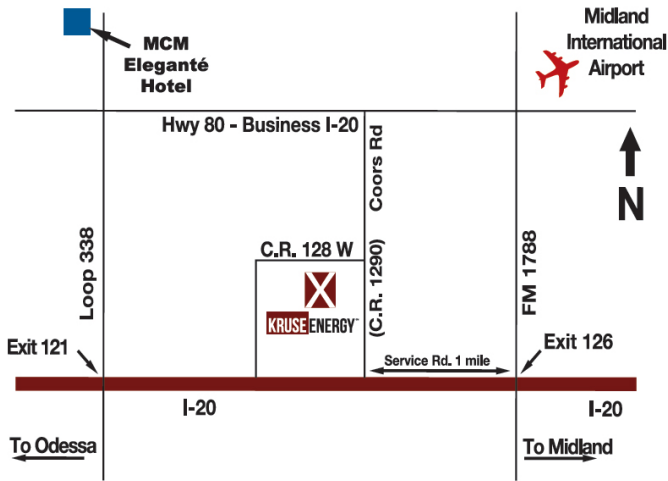 MCM
Eleganté
Hotel
Midland
International
Airport
Hwy 80 - Business I-20
Coors Rd
(C.R. 1290)
N
Loop 338
C.R. 128 W
FM 1788
KRUSE ENERGY™
Exit 121
Service Rd. 1 mile
Exit 126
I-20
I-20
To Odessa
To Midland